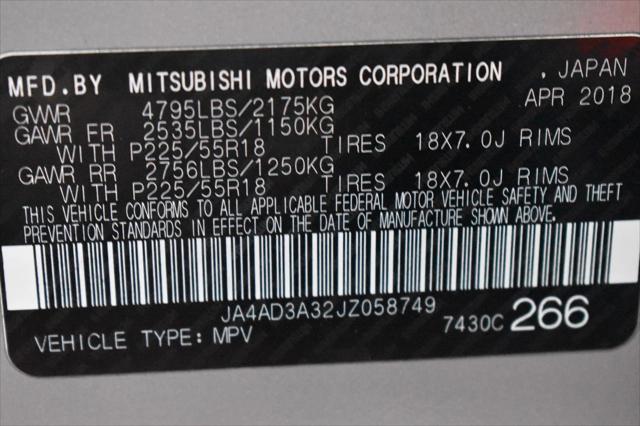 MFD.BY MITSUBISHI MOTORS CORPORATION , JAPAN
GVWR 4795LBS/2175KG APR 2018
GAWR FR 2535LBS/1150KG
WITH P225/55R18 TIRES 18X7.0J RIMS
GAWR RR 2756LBS/1250KG
WITH P225/55R18 TIRES 18X7.0J RIMS
THIS VEHICLE CONFORMS TO ALL APPLICABLE FEDERAL MOTOR VEHICLE SAFETY AND THEFT
PREVENTION STANDARDS IN EFFECT ON THE DATE OF MANUFACTURE SHOWN ABOVE.
JA4AD3A32JZ058749
VEHICLE TYPE: MPV 7430C 266